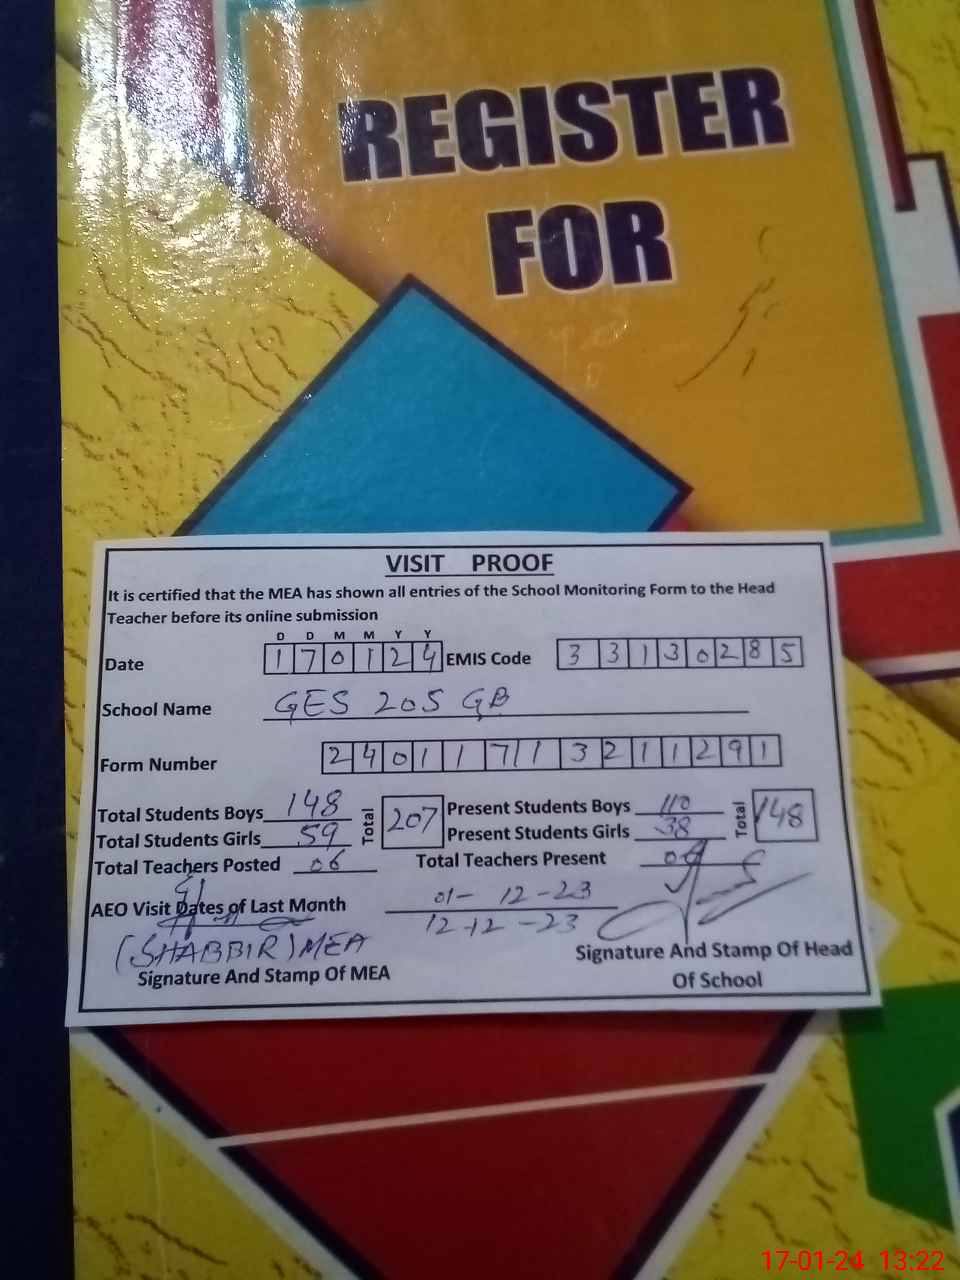 REGISTER
FOR
VISIT PROOF
It is certified that the MEA has shown all entries of the School Monitoring Form to the Head
Teacher before its online submission
D D M M Y Y
Date 1 7 0 1 2 4 EMIS Code 3 3 1 3 0 2 8 5
School Name GES 205 GB
Form Number 2 4 0 1 1 7 1 3 2 1 1 2 9 1
Total Students Boys 148 Total 207 Present Students Boys 110 Total 148
Total Students Girls 59 Present Students Girls 38
Total Teachers Posted 06 Total Teachers Present 06
AEO Visit Dates of Last Month 01- 12-23
12-12-23
(SHABBIR) MEA
Signature And Stamp Of MEA
Signature And Stamp Of Head
Of School
17-01-24 13:22